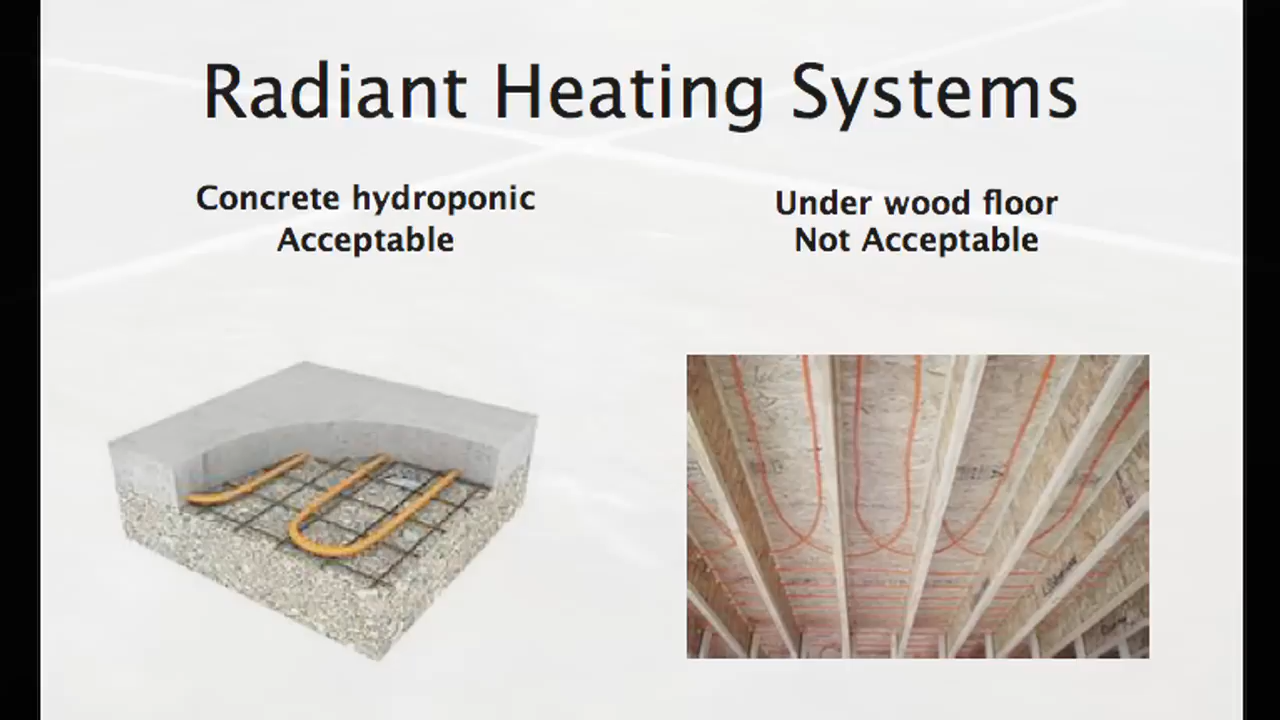 Radiant Heating Systems
Concrete hydroponic
Acceptable
Under wood floor
Not Acceptable